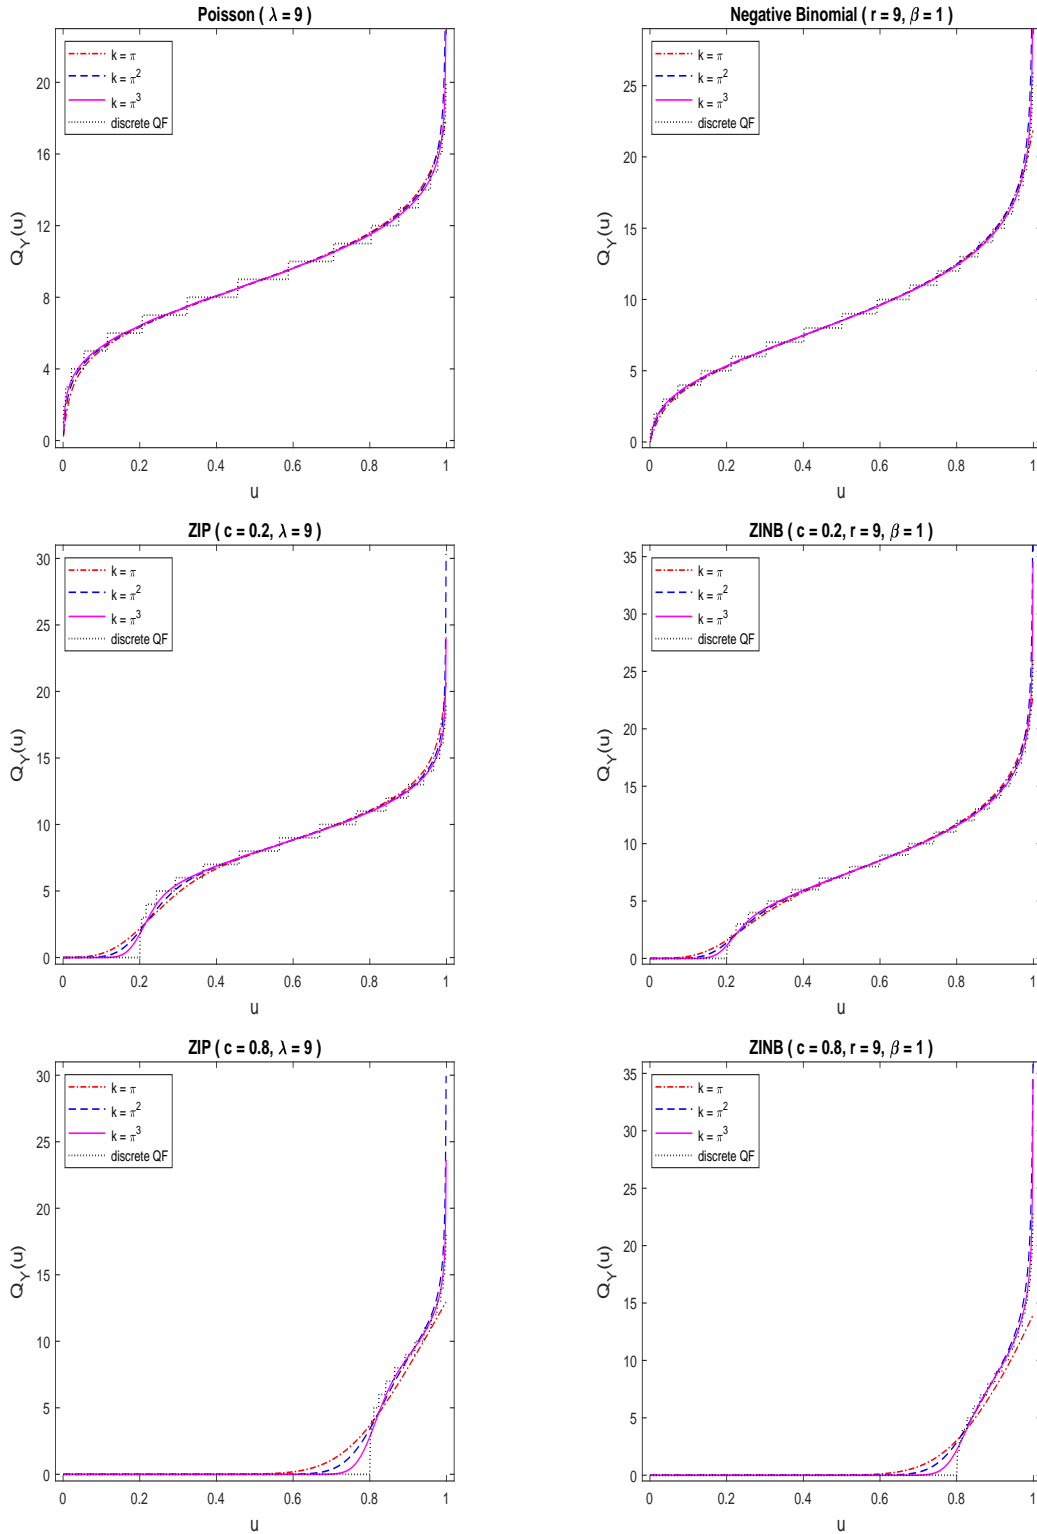 Poisson ( λ = 9 )
k = π
k = π²
k = π³
discrete QF
20
16
12
8
4
0
Q_Y(u)
0 0.2 0.4 0.6 0.8 1
u
Negative Binomial ( r = 9, β = 1 )
k = π
k = π²
k = π³
discrete QF
25
20
15
10
5
0
Q_Y(u)
0 0.2 0.4 0.6 0.8 1
u
ZIP ( c = 0.2, λ = 9 )
k = π
k = π²
k = π³
discrete QF
30
25
20
15
10
5
0
Q_Y(u)
0 0.2 0.4 0.6 0.8 1
u
ZINB ( c = 0.2, r = 9, β = 1 )
k = π
k = π²
k = π³
discrete QF
35
30
25
20
15
10
5
0
Q_Y(u)
0 0.2 0.4 0.6 0.8 1
u
ZIP ( c = 0.8, λ = 9 )
k = π
k = π²
k = π³
discrete QF
30
25
20
15
10
5
0
Q_Y(u)
0 0.2 0.4 0.6 0.8 1
u
ZINB ( c = 0.8, r = 9, β = 1 )
k = π
k = π²
k = π³
discrete QF
35
30
25
20
15
10
5
0
Q_Y(u)
0 0.2 0.4 0.6 0.8 1
u